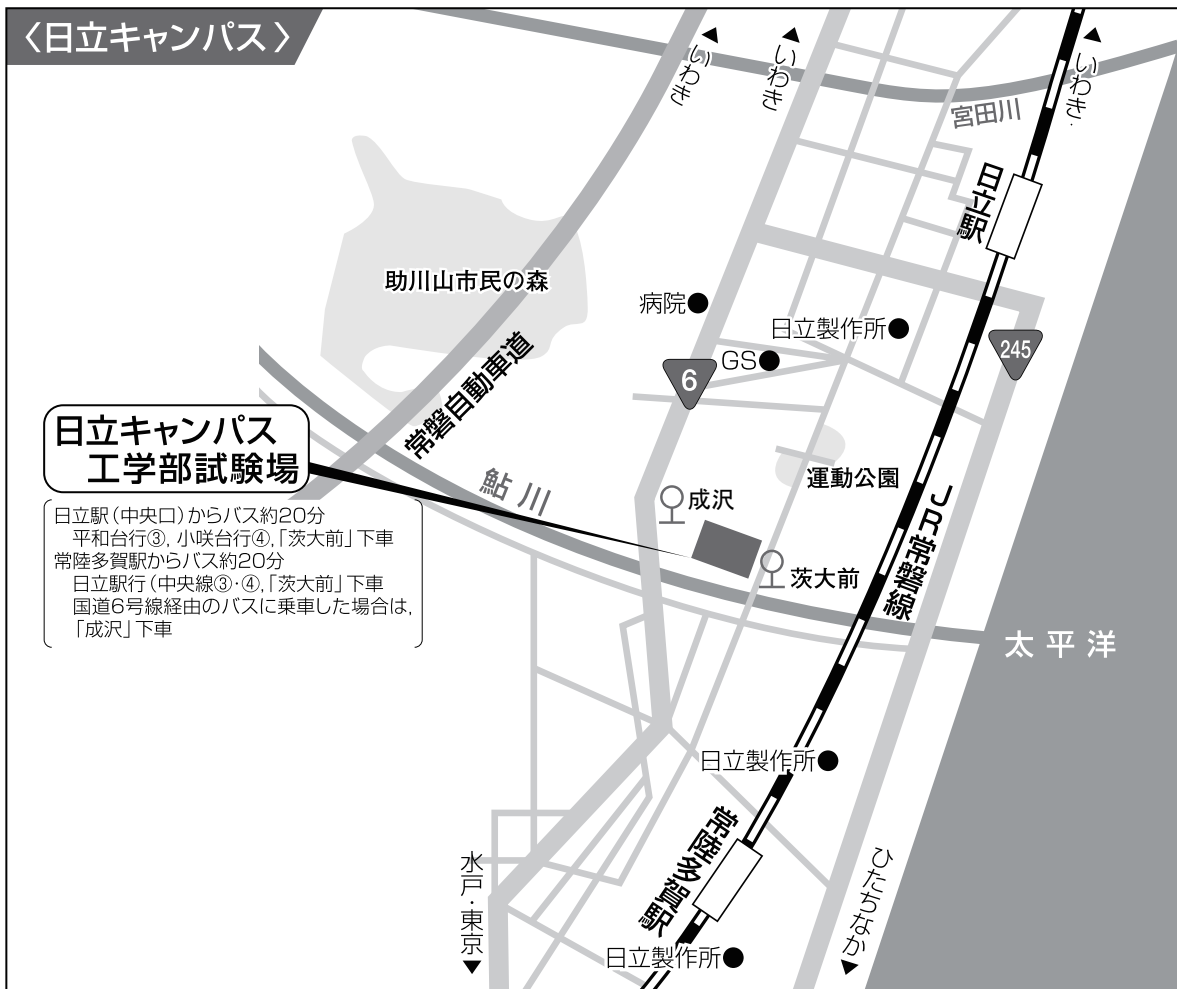 〈日立キャンパス〉
▲いわき
▲いわき
▲いわき
宮田川
日立駅
助川山市民の森
病院●
日立製作所●
GS●
6
245
常磐自動車道
日立キャンパス
工学部試験場
鮎川
成沢
運動公園
JR常磐線
日立駅(中央口)からバス約20分
平和台行③, 小咲台行④,「茨大前」下車
常陸多賀駅からバス約20分
日立駅行(中央線③・④,「茨大前」下車
国道6号線経由のバスに乗車した場合は,
「成沢」下車
茨大前
太平洋
日立製作所●
常陸多賀駅
水戸・東京▼
ひたちなか▼
日立製作所●